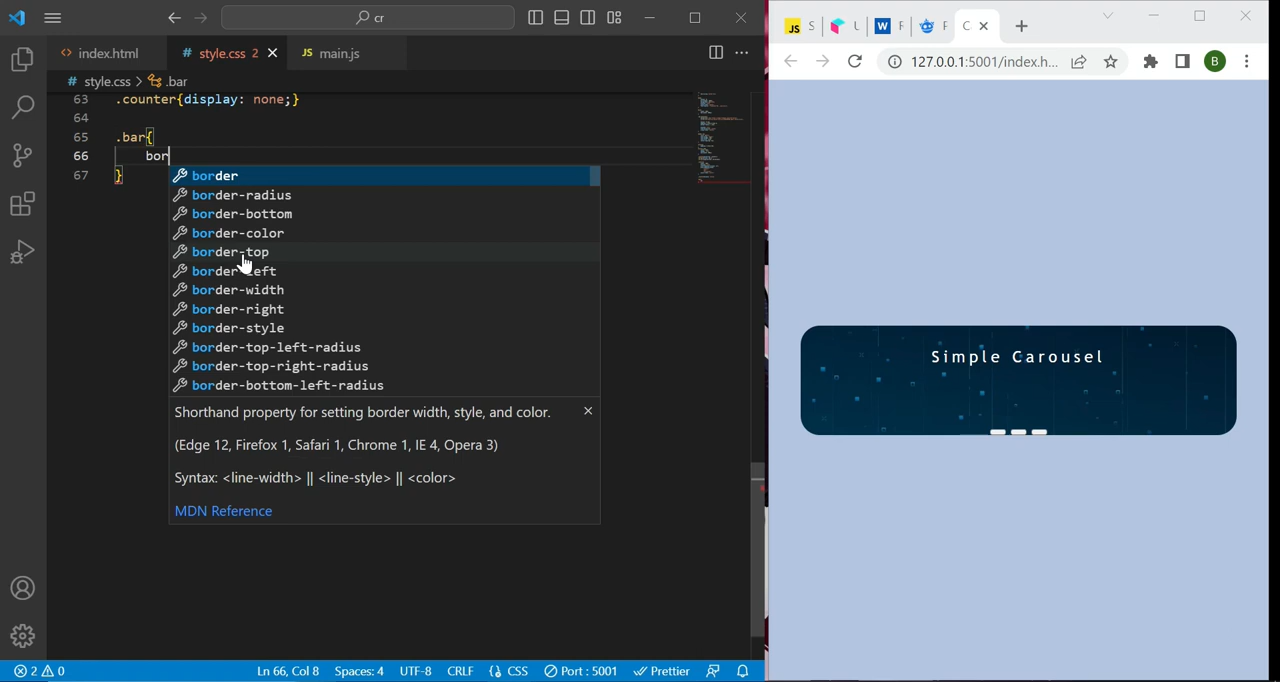 cr
index.html
# style.css 2
JS main.js
# style.css > .bar
63 .counter{display: none;}
64
65 .bar{
66 bor
67 }
border
border-radius
border-bottom
border-color
border-top
border-left
border-width
border-right
border-style
border-top-left-radius
border-top-right-radius
border-bottom-left-radius
Shorthand property for setting border width, style, and color.
(Edge 12, Firefox 1, Safari 1, Chrome 1, IE 4, Opera 3)
Syntax: <line-width> || <line-style> || <color>
MDN Reference
2 0 Ln 66, Col 8 Spaces: 4 UTF-8 CRLF {} CSS Port : 5001 Prettier
JS S U W F F C
127.0.0.1:5001/index.h...
B
Simple Carousel